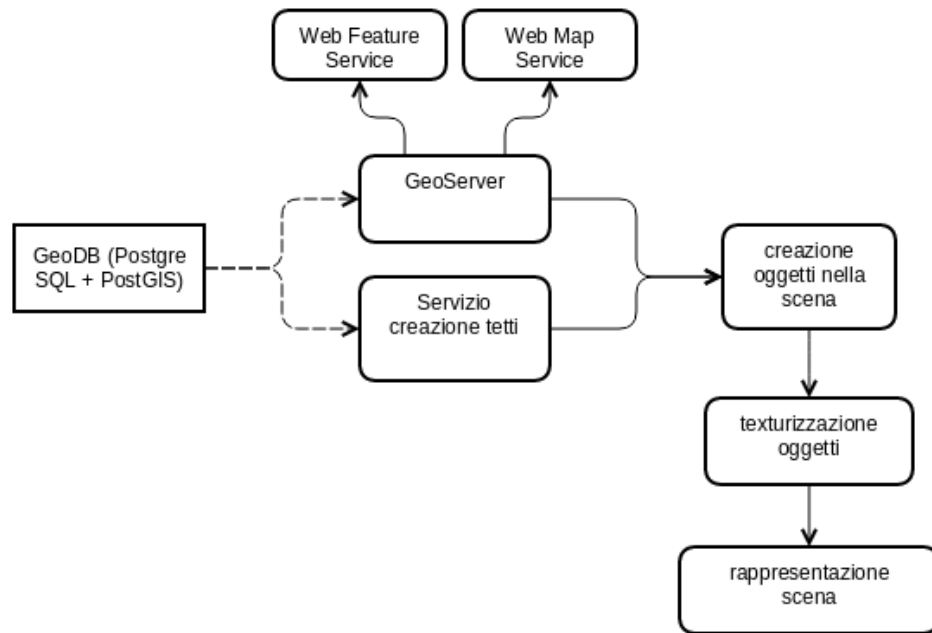 Web Feature
Service
Web Map
Service
GeoServer
GeoDB (Postgre
SQL + PostGIS)
Servizio
creazione tetti
creazione
oggetti nella
scena
texturizzazione
oggetti
rappresentazione
scena